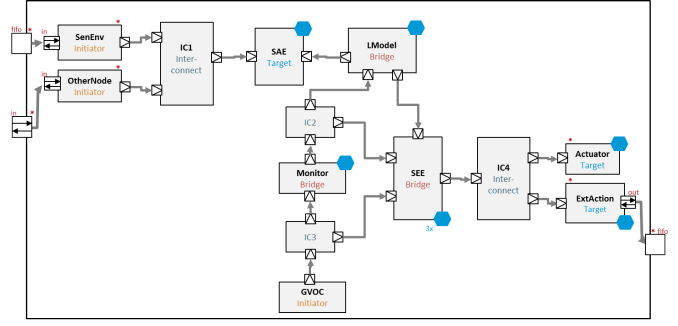 fifo *
in
SenEnv
Initiator
*
in
OtherNode
Initiator
*
in
*
IC1
Inter-
connect
SAE
Target
LModel
Bridge
IC2
Monitor
Bridge
IC3
GVOC
Initiator
SEE
Bridge
3x
IC4
Inter-
connect
*
Actuator
Target
*
ExtAction
Target
out
* fifo